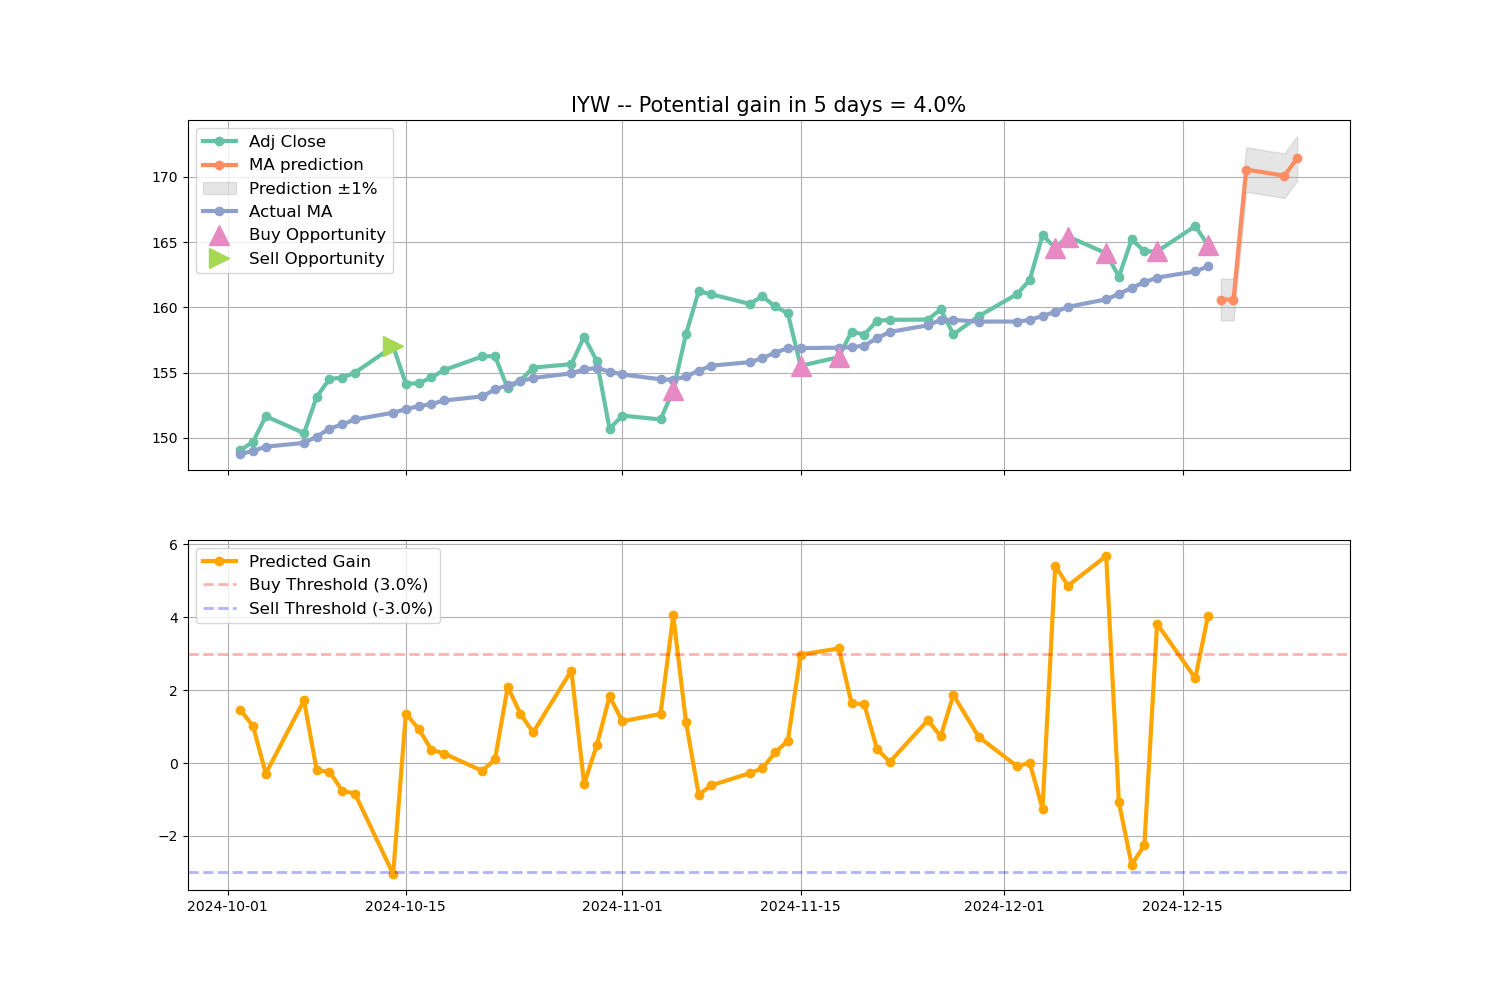 IYW -- Potential gain in 5 days = 4.0%
Adj Close
MA prediction
Prediction ±1%
Actual MA
Buy Opportunity
Sell Opportunity
170
165
160
155
150
6
4
2
0
−2
Predicted Gain
Buy Threshold (3.0%)
Sell Threshold (-3.0%)
2024-10-01
2024-10-15
2024-11-01
2024-11-15
2024-12-01
2024-12-15